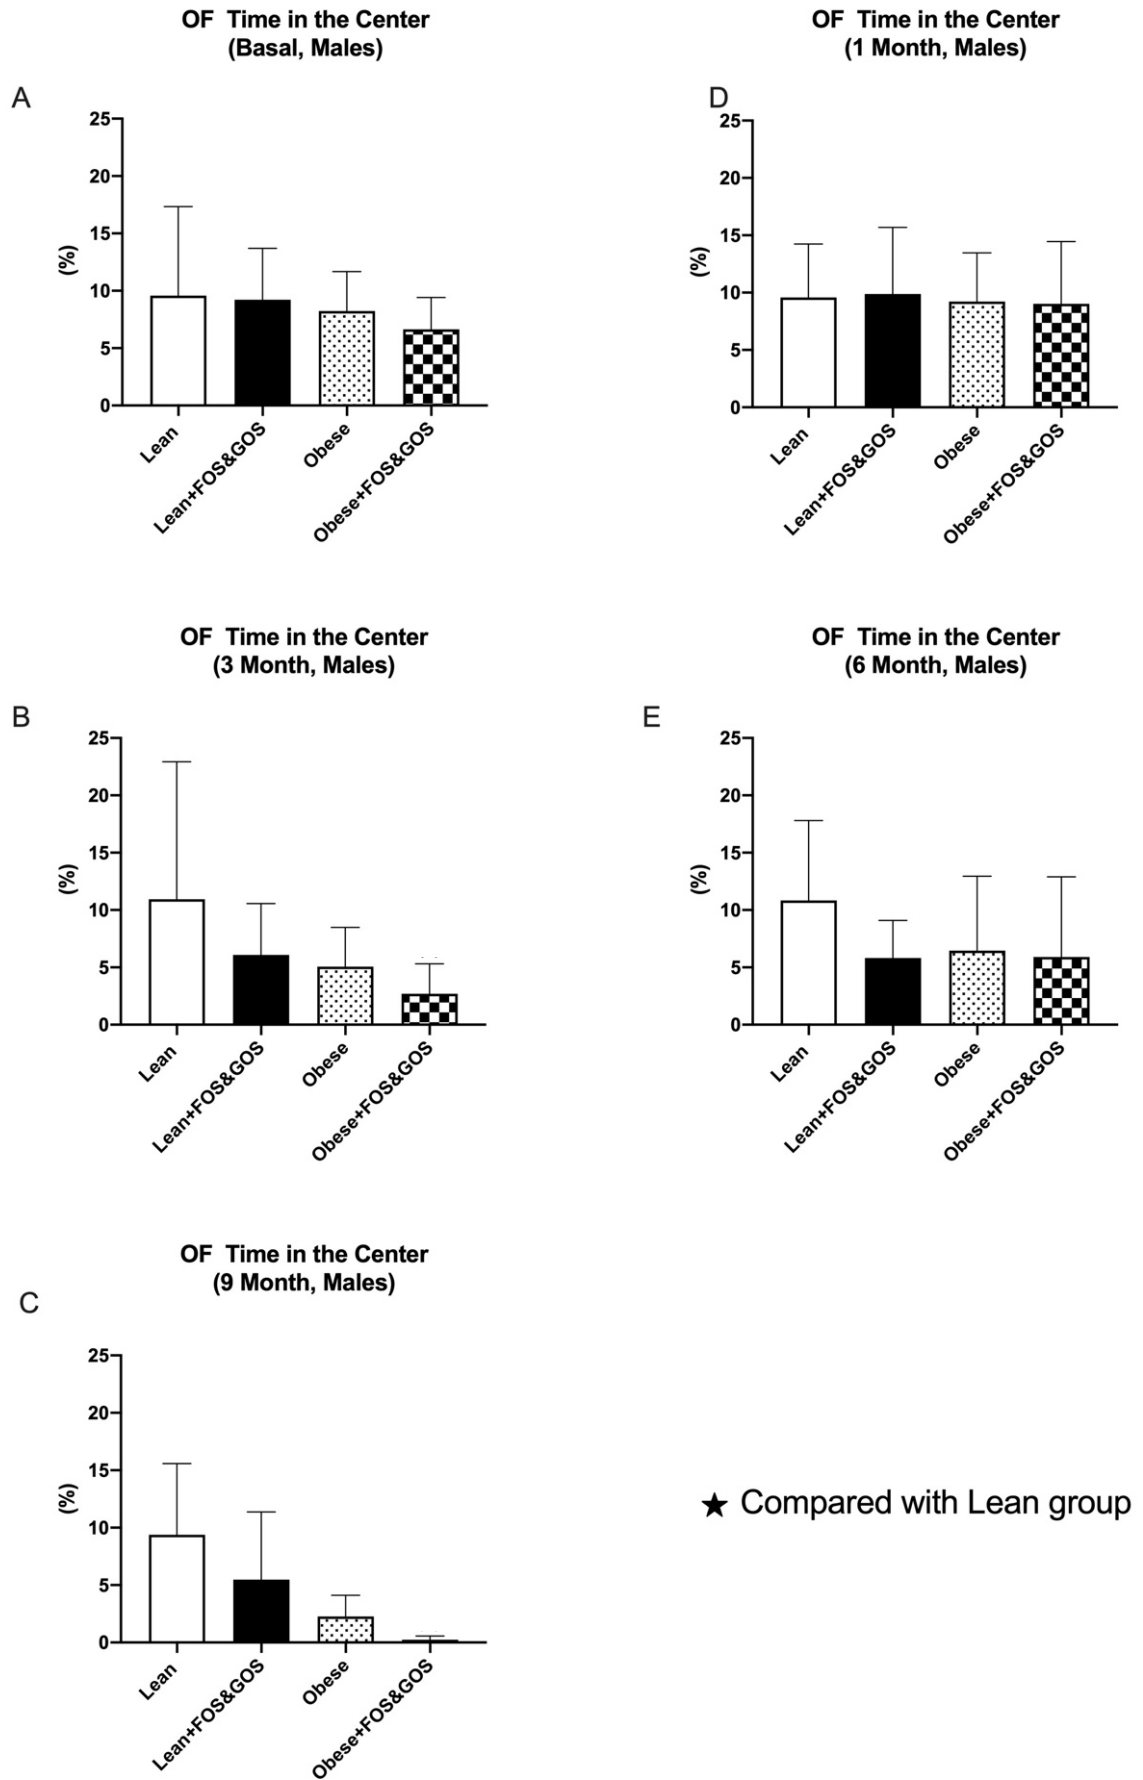 OF Time in the Center
(Basal, Males)
A
25
20
15
10
5
0
(%)
Lean
Lean+FOS&GOS
Obese
Obese+FOS&GOS
OF Time in the Center
(1 Month, Males)
D
25
20
15
10
5
0
(%)
Lean
Lean+FOS&GOS
Obese
Obese+FOS&GOS
OF Time in the Center
(3 Month, Males)
B
25
20
15
10
5
0
(%)
Lean
Lean+FOS&GOS
Obese
Obese+FOS&GOS
OF Time in the Center
(6 Month, Males)
E
25
20
15
10
5
0
(%)
Lean
Lean+FOS&GOS
Obese
Obese+FOS&GOS
OF Time in the Center
(9 Month, Males)
C
25
20
15
10
5
0
(%)
Lean
Lean+FOS&GOS
Obese
Obese+FOS&GOS
★ Compared with Lean group